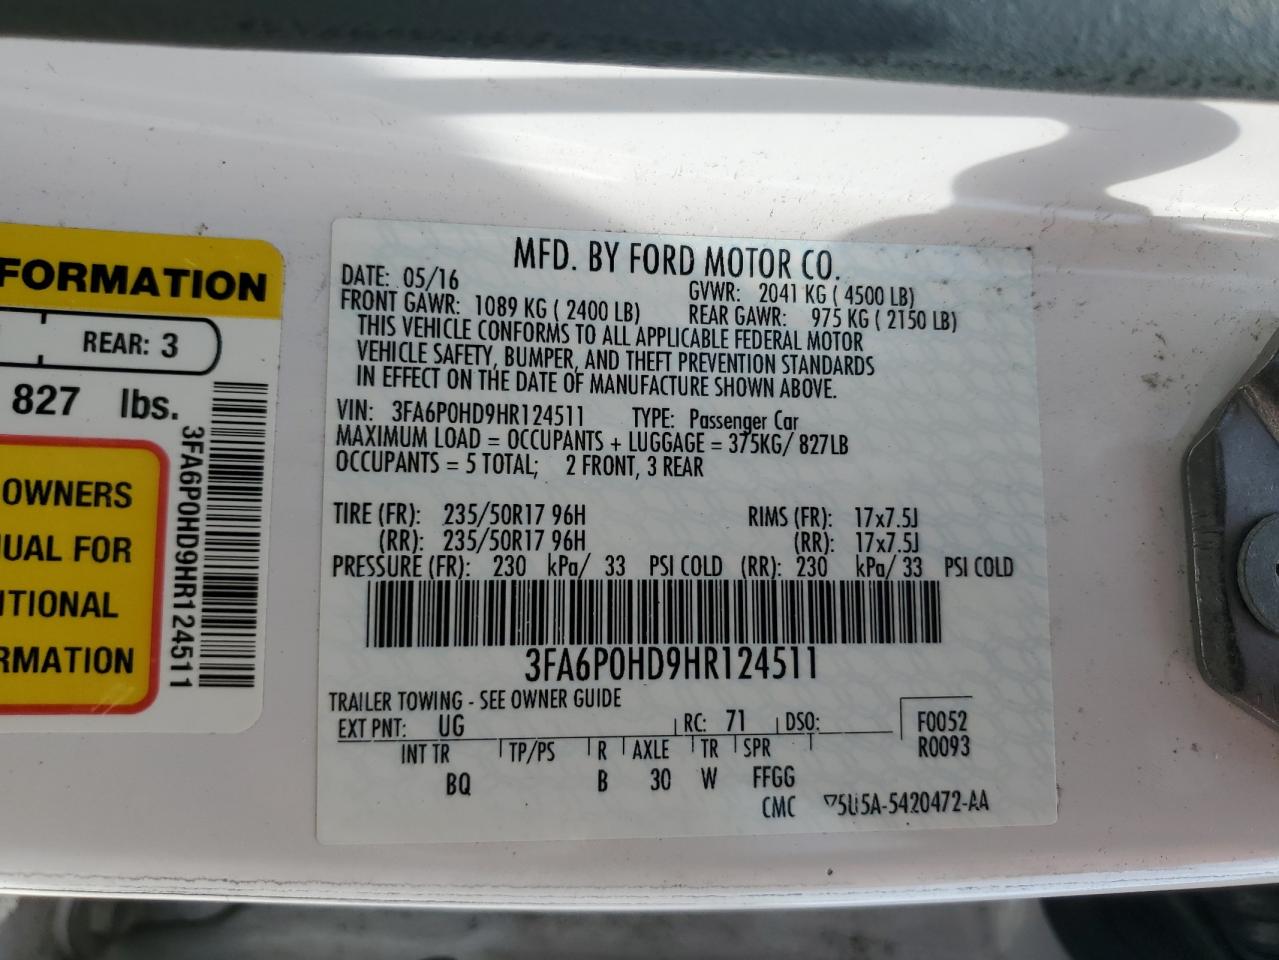 FORMATION
REAR: 3
827 lbs.
OWNERS
FOR
3FA6P0HD9HR124511
MFD. BY FORD MOTOR CO.
DATE: 05/16 GVWR: 2041 KG ( 4500 LB)
FRONT GAWR: 1089 KG ( 2400 LB) REAR GAWR: 975 KG ( 2150 LB)
THIS VEHICLE CONFORMS TO ALL APPLICABLE FEDERAL MOTOR
VEHICLE SAFETY, BUMPER, AND THEFT PREVENTION STANDARDS
IN EFFECT ON THE DATE OF MANUFACTURE SHOWN ABOVE.
VIN: 3FA6P0HD9HR124511 TYPE: Passenger Car
MAXIMUM LOAD = OCCUPANTS + LUGGAGE = 375KG/ 827LB
OCCUPANTS = 5 TOTAL; 2 FRONT, 3 REAR
TIRE (FR): 235/50R17 96H RIMS (FR): 17x7.5J
(RR): 235/50R17 96H (RR): 17x7.5J
PRESSURE (FR): 230 kPa/ 33 PSI COLD (RR): 230 kPa/ 33 PSI COLD
3FA6P0HD9HR124511
TRAILER TOWING - SEE OWNER GUIDE
EXT PNT: UG RC: 71 DSO: F0052
R0093
INT TR TP/PS R AXLE TR SPR
BQ B 30 W FFGG
CMC 5U5A-5420472-AA